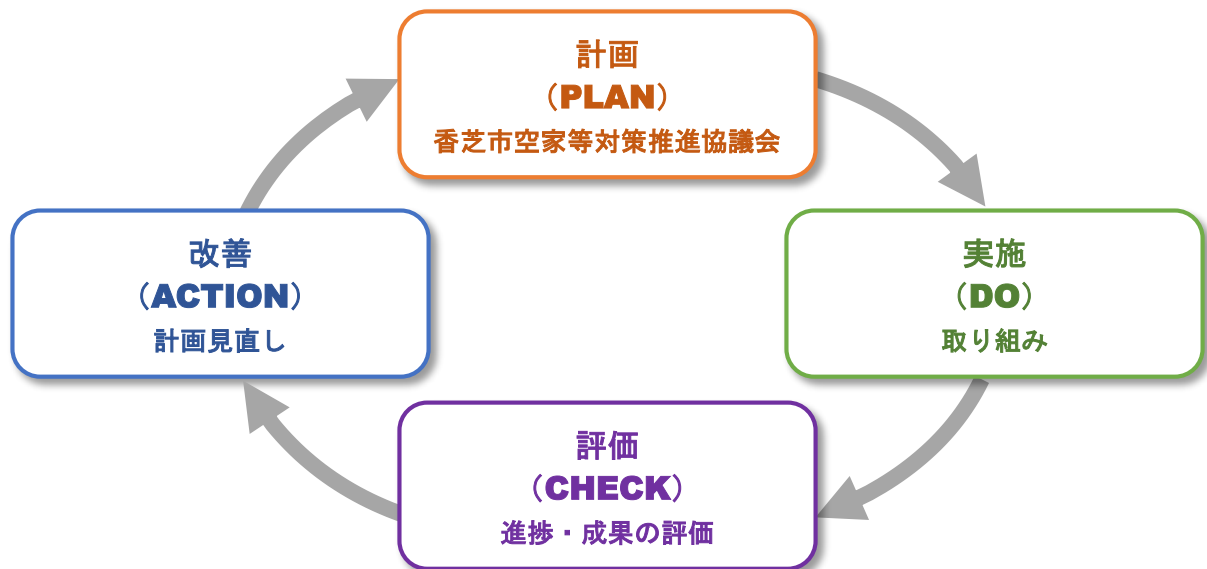 計画
（PLAN）
香芝市空家等対策推進協議会
実施
（DO）
取り組み
評価
（CHECK）
進捗・成果の評価
改善
（ACTION）
計画見直し